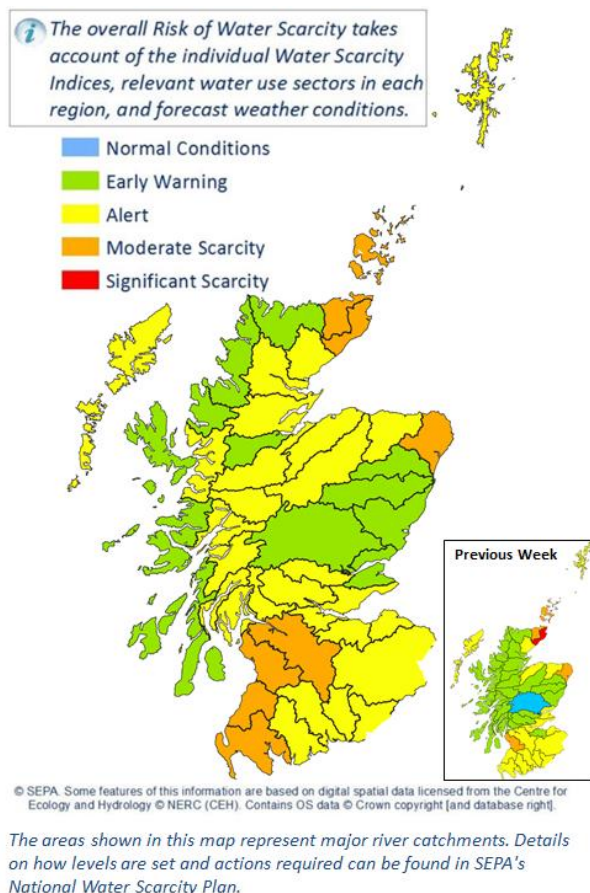 The overall Risk of Water Scarcity takes
account of the individual Water Scarcity
Indices, relevant water use sectors in each
region, and forecast weather conditions.
Normal Conditions
Early Warning
Alert
Moderate Scarcity
Significant Scarcity
Previous Week
© SEPA. Some features of this information are based on digital spatial data licensed from the Centre for
Ecology and Hydrology © NERC (CEH). Contains OS data © Crown copyright [and database right].
The areas shown in this map represent major river catchments. Details
on how levels are set and actions required can be found in SEPA's
National Water Scarcity Plan.